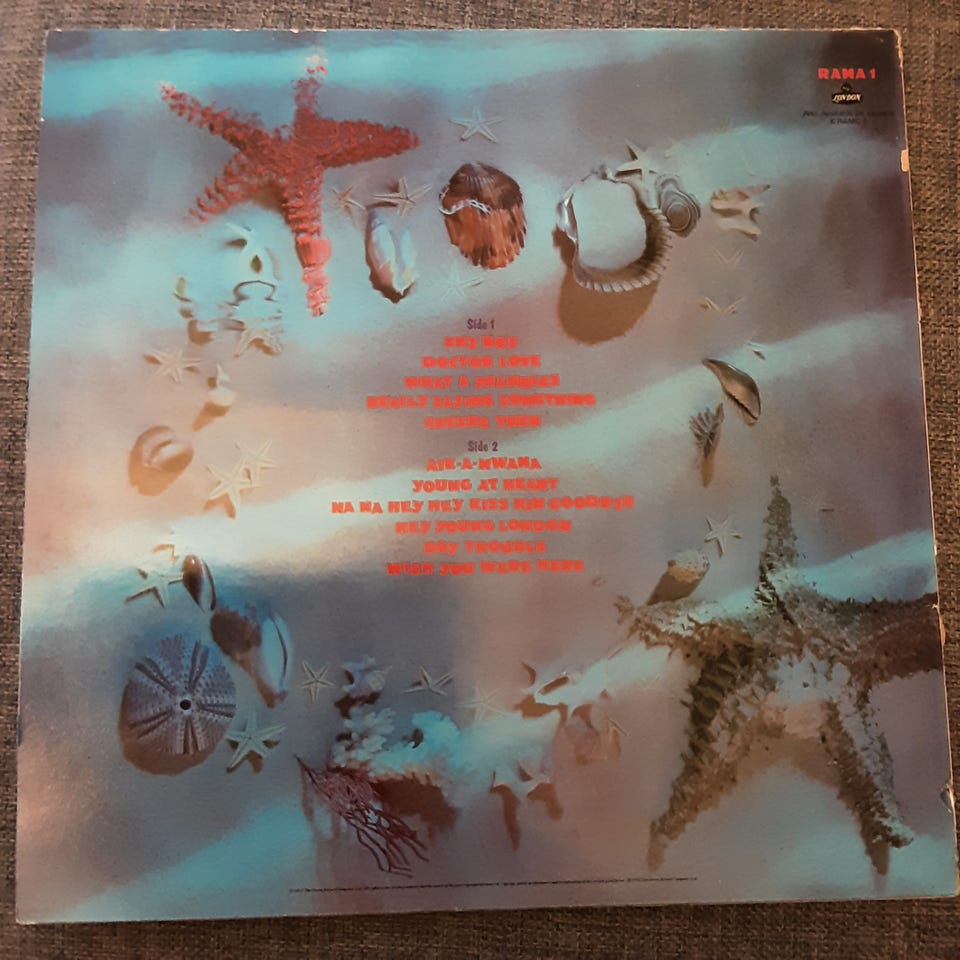 RAMA 1
LONDON
Side 1
SHY BOY
DOCTOR LOVE
WHAT A SHAMBLES
REALLY SAYING SOMETHING
CHEERS THEN
Side 2
AIE-A-MWANA
YOUNG AT HEART
NA NA HEY HEY KISS HIM GOODBYE
HEY YOUNG LONDON
BOY TROUBLE
WISH YOU WERE HERE